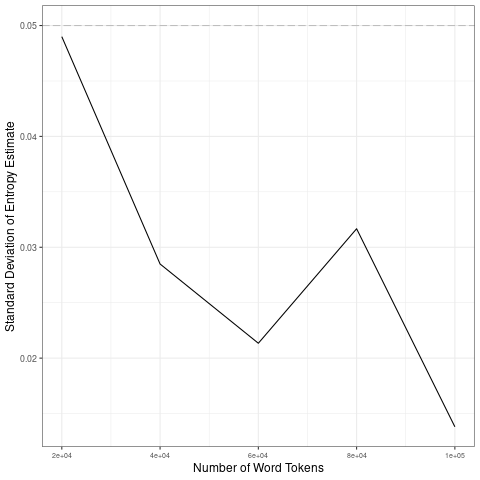 0.05
0.04
0.03
0.02
Standard Deviation of Entropy Estimate
2e+04 4e+04 6e+04 8e+04 1e+05
Number of Word Tokens